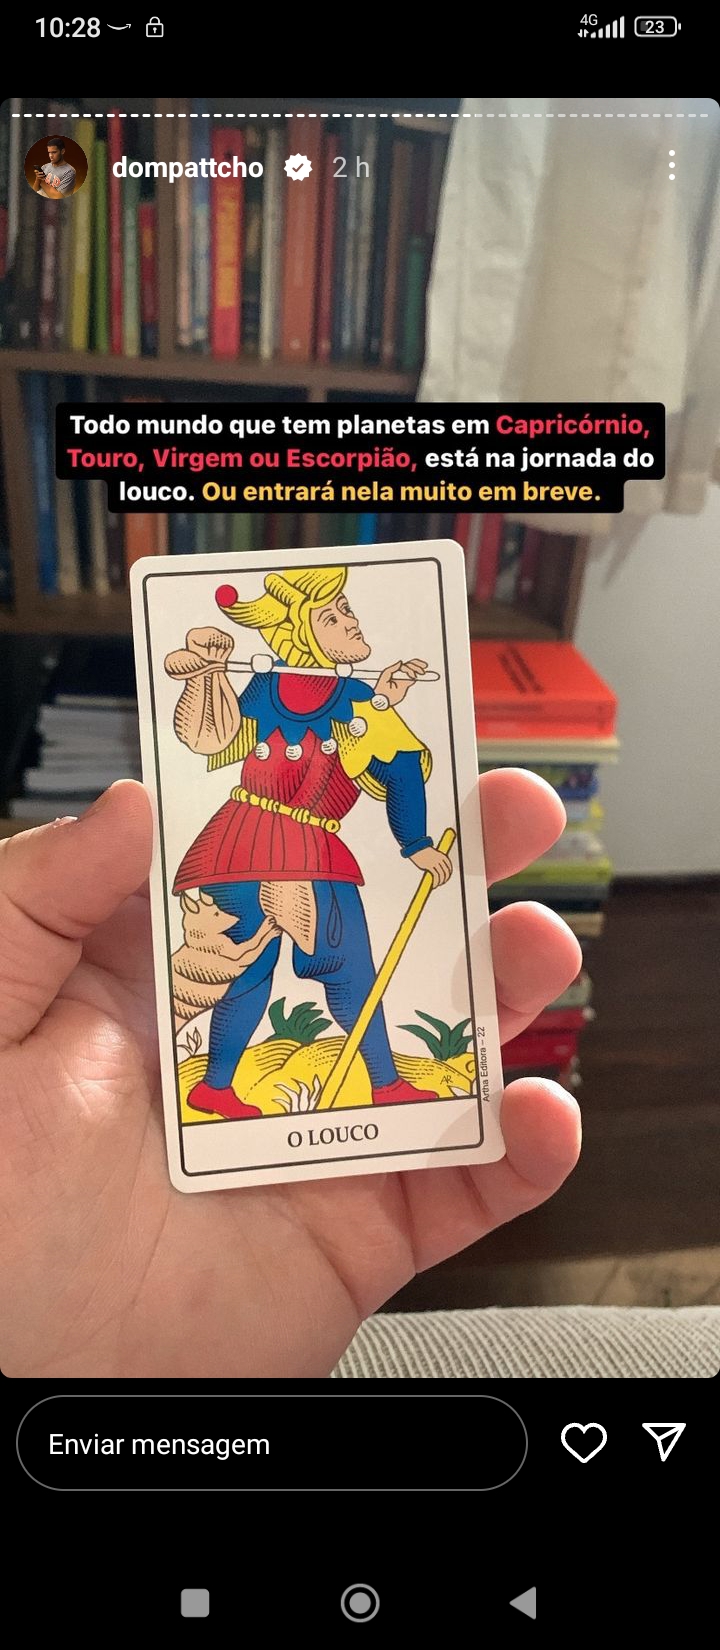 10:28
4G
23
dompattcho
2 h
Todo mundo que tem planetas em Capricórnio,
Touro, Virgem ou Escorpião, está na jornada do
louco. Ou entrará nela muito em breve.
AR
Artha Editora – 22
O LOUCO
Enviar mensagem